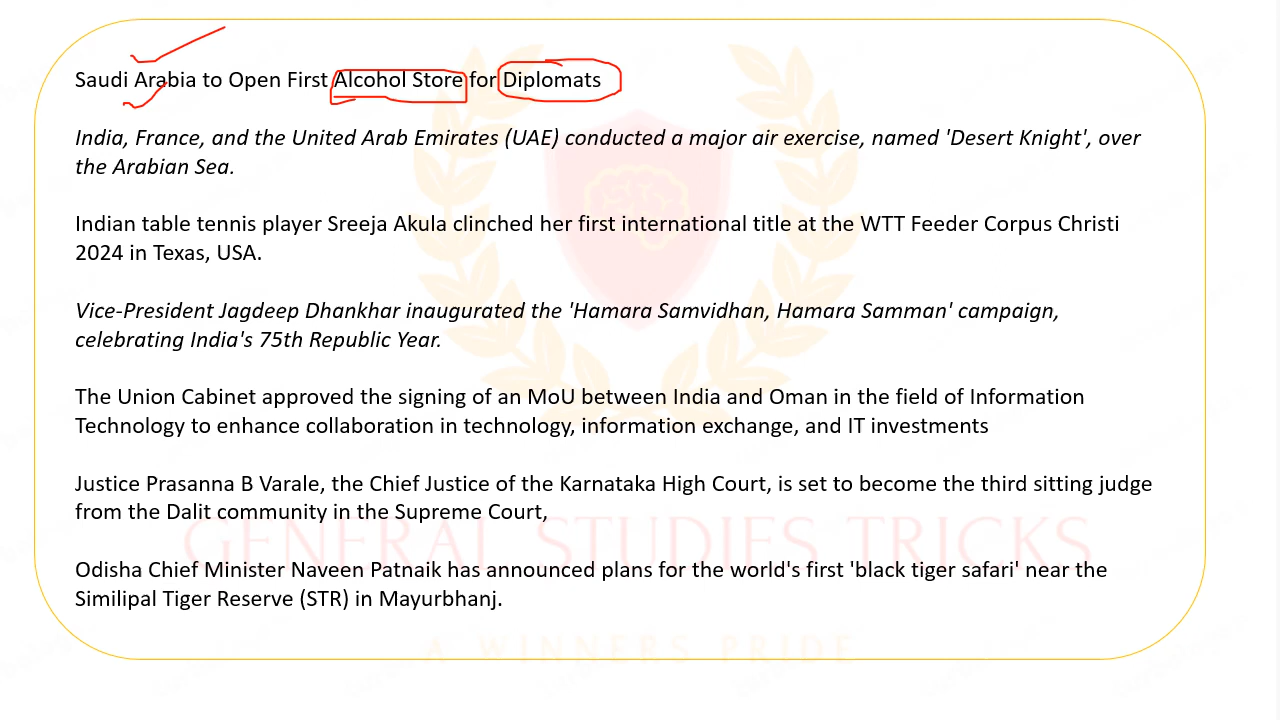 Saudi Arabia to Open First Alcohol Store for Diplomats
India, France, and the United Arab Emirates (UAE) conducted a major air exercise, named 'Desert Knight', over
the Arabian Sea.
Indian table tennis player Sreeja Akula clinched her first international title at the WTT Feeder Corpus Christi
2024 in Texas, USA.
Vice-President Jagdeep Dhankhar inaugurated the 'Hamara Samvidhan, Hamara Samman' campaign,
celebrating India's 75th Republic Year.
The Union Cabinet approved the signing of an MoU between India and Oman in the field of Information
Technology to enhance collaboration in technology, information exchange, and IT investments
Justice Prasanna B Varale, the Chief Justice of the Karnataka High Court, is set to become the third sitting judge
from the Dalit community in the Supreme Court,
GENERAL STUDIES TRICKS
Odisha Chief Minister Naveen Patnaik has announced plans for the world's first 'black tiger safari' near the
Similipal Tiger Reserve (STR) in Mayurbhanj.
A WINNERS PRIDE